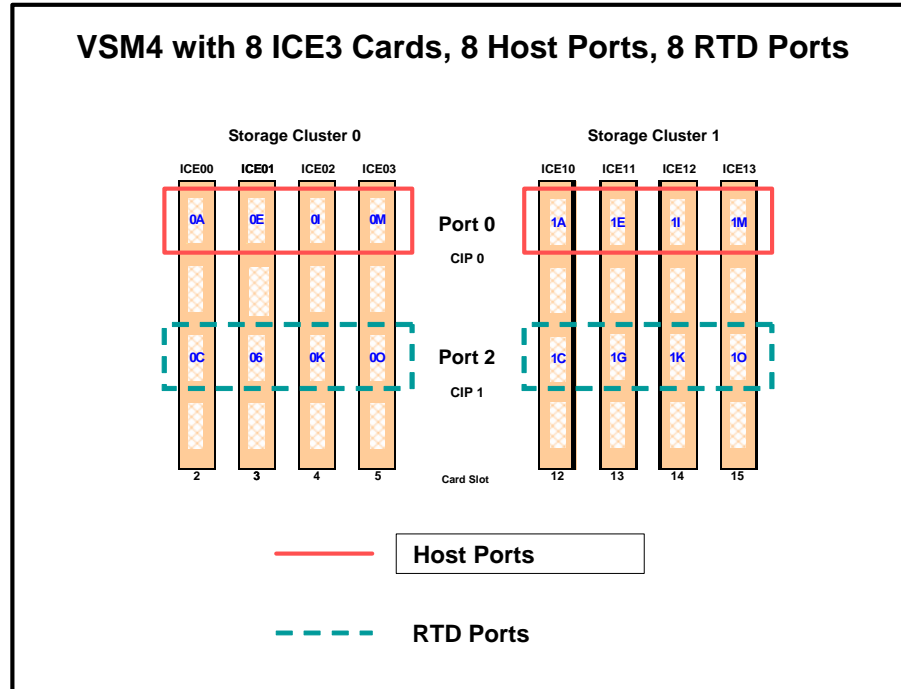 VSM4 with 8 ICE3 Cards, 8 Host Ports, 8 RTD Ports
Storage Cluster 0 Storage Cluster 1
ICE00 ICE01 ICE02 ICE03 ICE10 ICE11 ICE12 ICE13
0A 0E 0I 0M Port 0 1A 1E 1I 1M
CIP 0
0C 06 0K 0O Port 2 1C 1G 1K 1O
CIP 1
2 3 4 5 Card Slot 12 13 14 15
Host Ports
RTD Ports